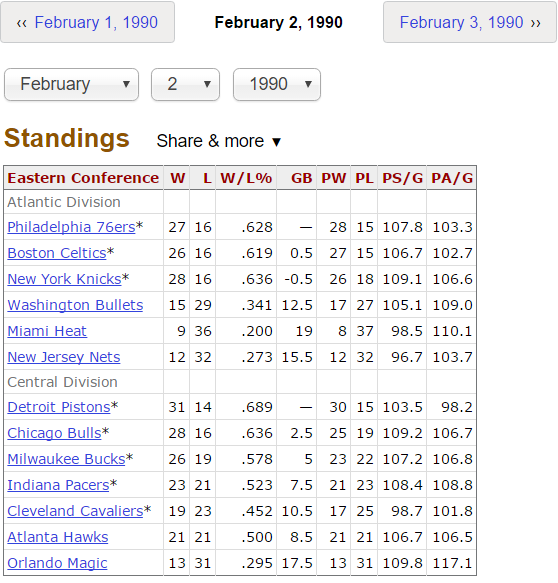 ‹‹ February 1, 1990 February 2, 1990 February 3, 1990 ››
February ▼ 2 ▼ 1990 ▼
Standings Share & more ▼
Eastern Conference W L W/L% GB PW PL PS/G PA/G
Atlantic Division
Philadelphia 76ers* 27 16 .628 — 28 15 107.8 103.3
Boston Celtics* 26 16 .619 0.5 27 15 106.7 102.7
New York Knicks* 28 16 .636 -0.5 26 18 109.1 106.6
Washington Bullets 15 29 .341 12.5 17 27 105.1 109.0
Miami Heat 9 36 .200 19 8 37 98.5 110.1
New Jersey Nets 12 32 .273 15.5 12 32 96.7 103.7
Central Division
Detroit Pistons* 31 14 .689 — 30 15 103.5 98.2
Chicago Bulls* 28 16 .636 2.5 25 19 109.2 106.7
Milwaukee Bucks* 26 19 .578 5 23 22 107.2 106.8
Indiana Pacers* 23 21 .523 7.5 21 23 108.4 108.8
Cleveland Cavaliers* 19 23 .452 10.5 17 25 98.7 101.8
Atlanta Hawks 21 21 .500 8.5 21 21 106.7 106.5
Orlando Magic 13 31 .295 17.5 13 31 109.8 117.1